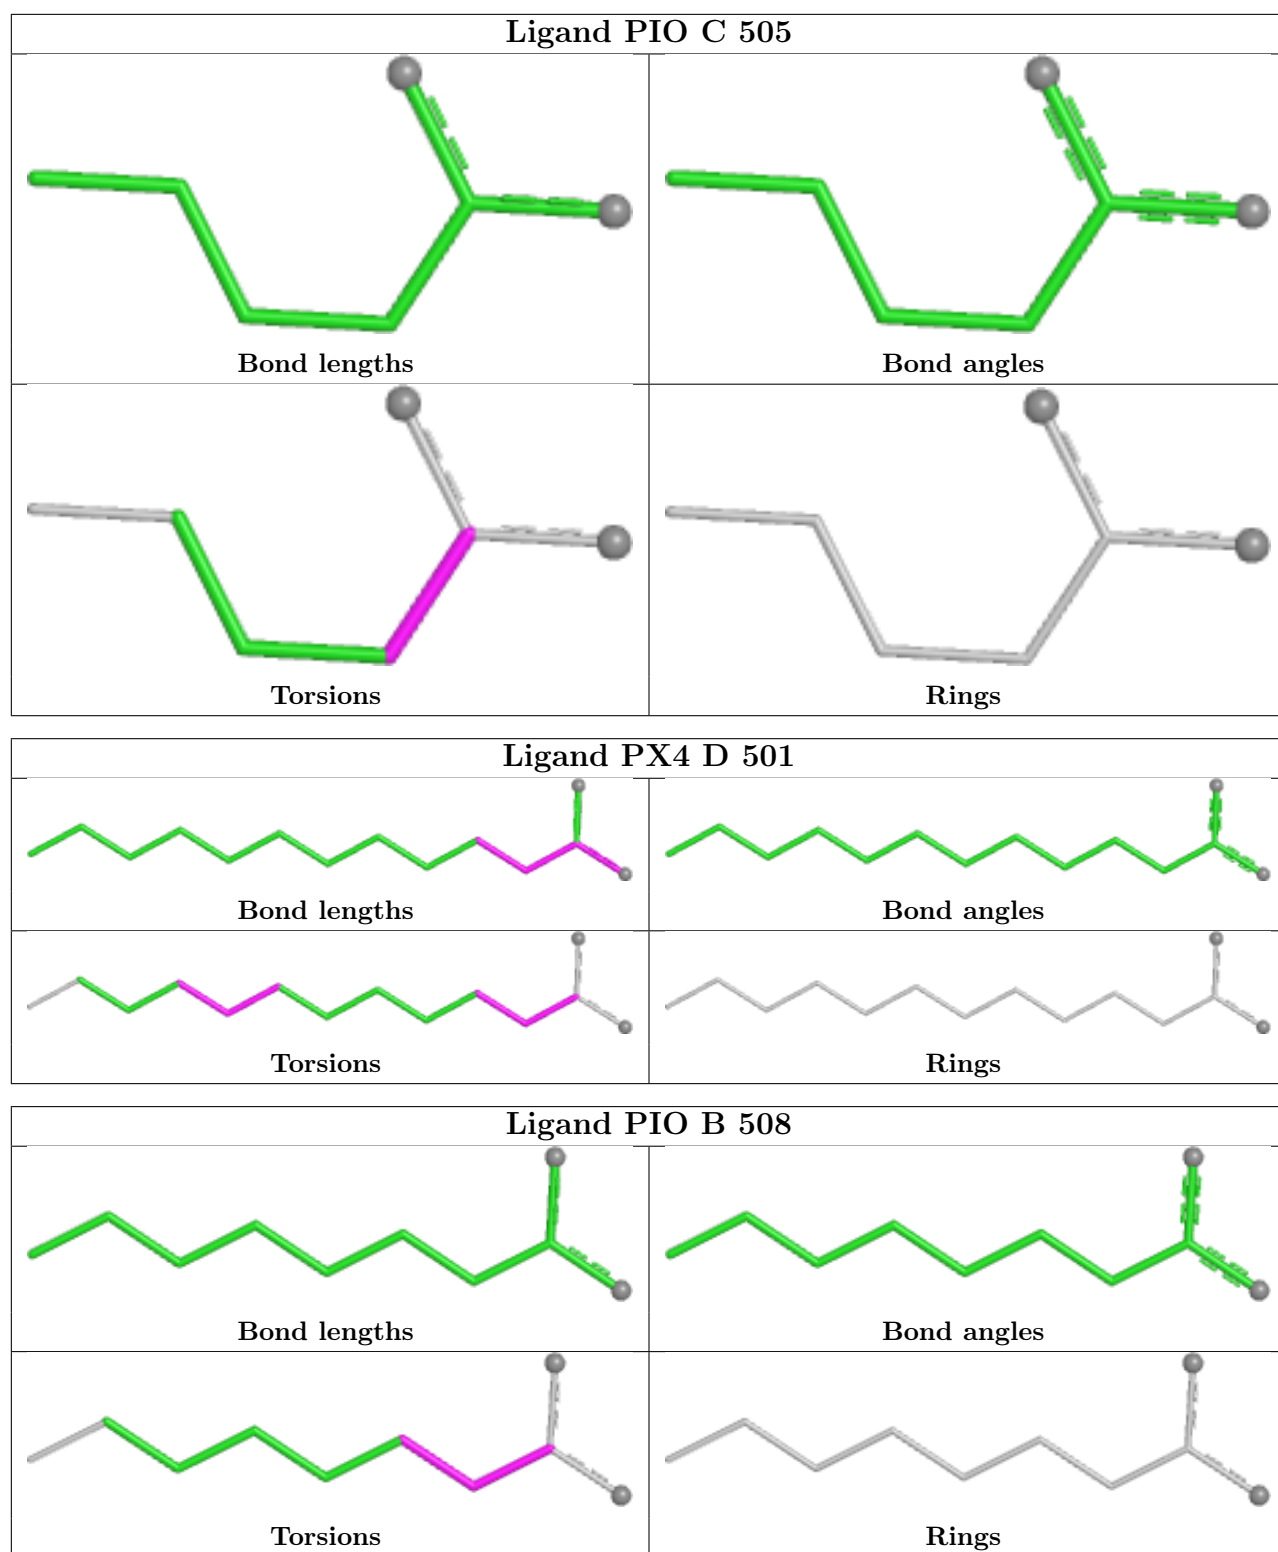 Ligand PIO C 505
Bond lengths
Bond angles
Torsions
Rings
Ligand PX4 D 501
Bond lengths
Bond angles
Torsions
Rings
Ligand PIO B 508
Bond lengths
Bond angles
Torsions
Rings